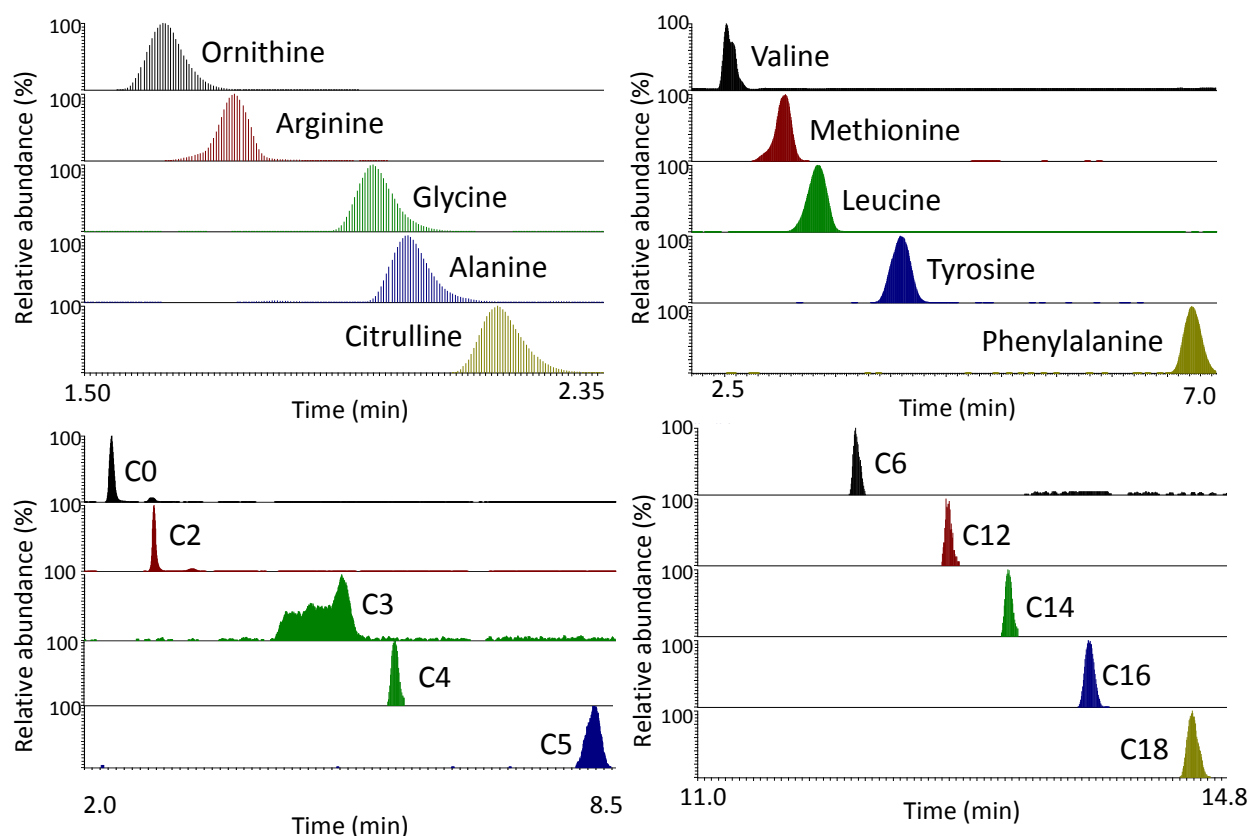 Relative abundance (%)
100
Ornithine
100
Arginine
100
Glycine
100
Alanine
100
Citrulline
1.50
2.35
Time (min)
Relative abundance (%)
100
Valine
100
Methionine
100
Leucine
100
Tyrosine
100
Phenylalanine
2.5
7.0
Time (min)
Relative abundance (%)
100
C0
100
C2
100
C3
100
C4
100
C5
2.0
8.5
Time (min)
Relative abundance (%)
100
C6
100
C12
100
C14
100
C16
100
C18
11.0
14.8
Time (min)